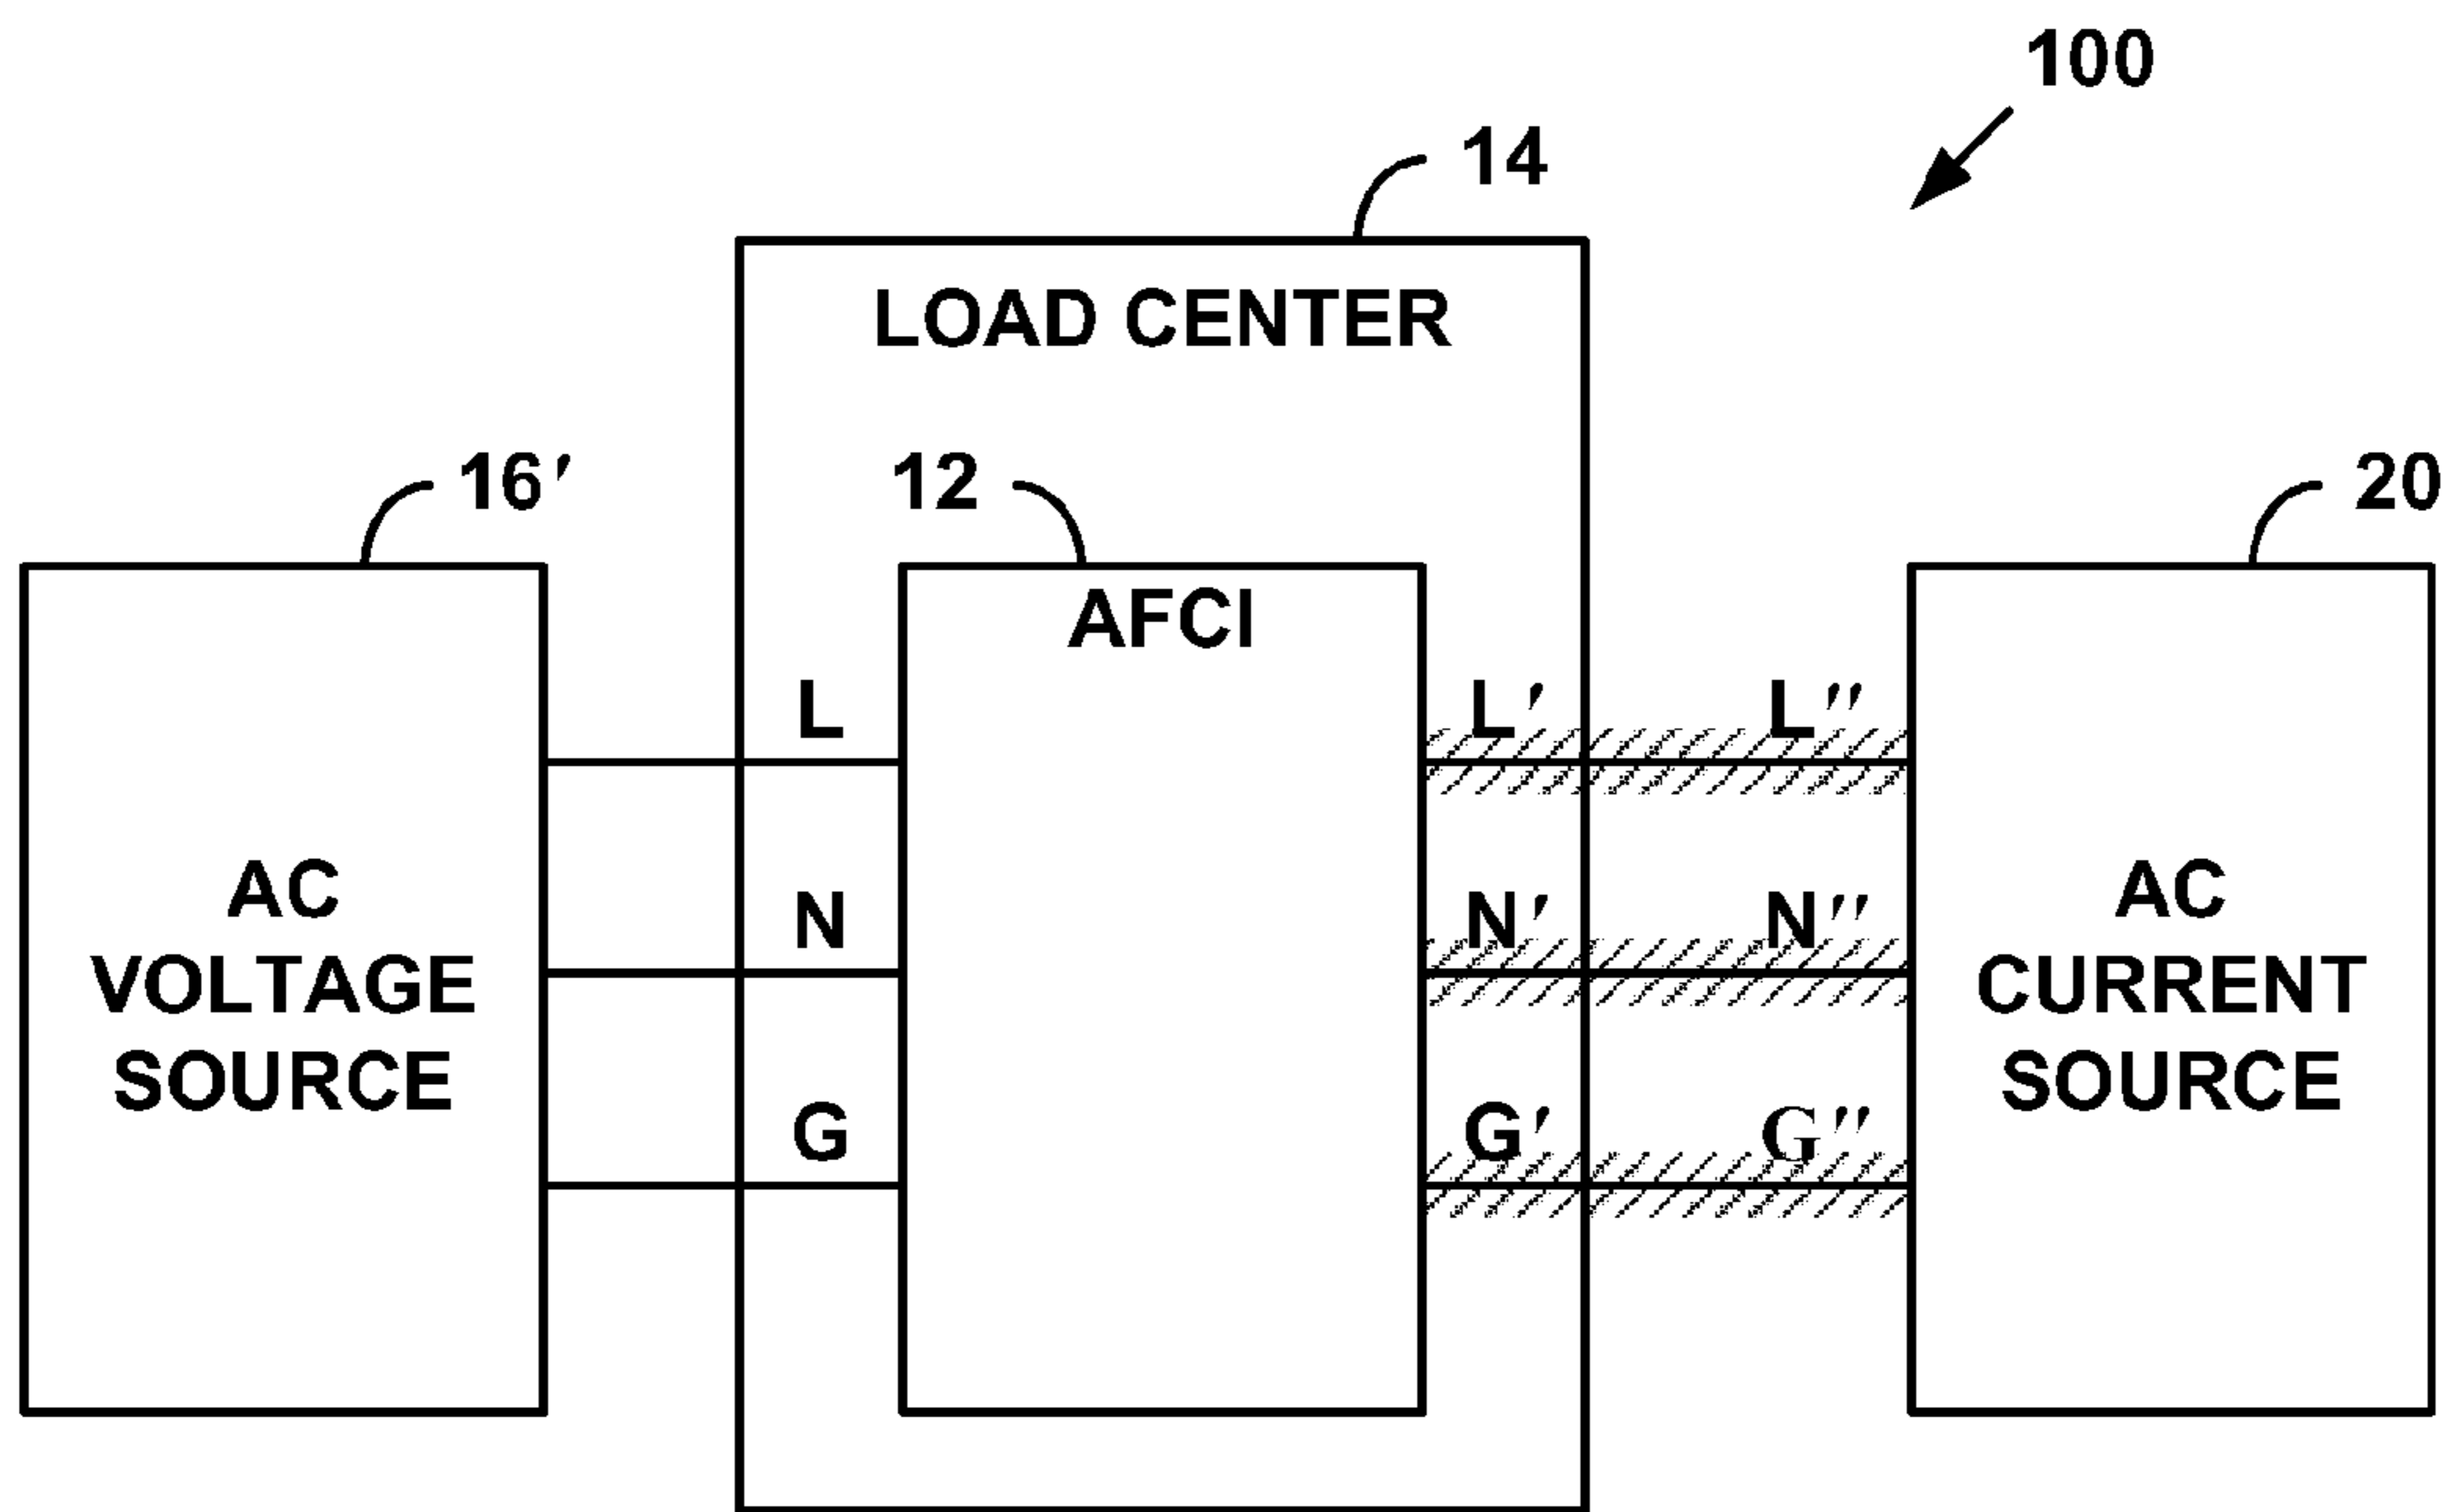 100
14
LOAD CENTER
16′
12
20
AFCI
L
L′
L″
AC
VOLTAGE
SOURCE
N
N′
N″
AC
CURRENT
SOURCE
G
G′
G″